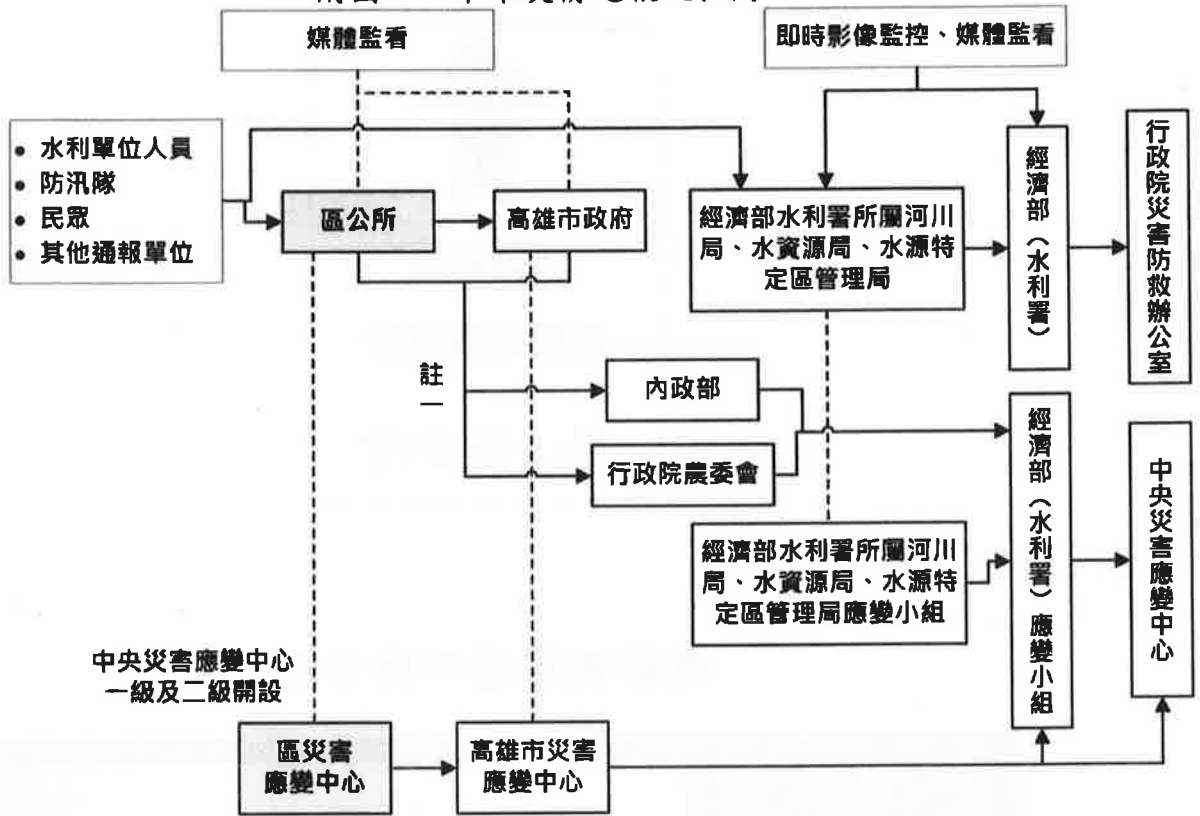 媒體監看
即時影像監控、媒體監看
• 水利單位人員
• 防汛隊
• 民眾
• 其他通報單位
區公所
高雄市政府
經濟部水利署所屬河川
局、水資源局、水源特
定區管理局
經濟部（水利署）
行政院災害防救辦公室
註一
內政部
行政院農委會
經濟部水利署所屬河川
局、水資源局、水源特
定區管理局應變小組
經濟部（水利署）應變小組
中央災害應變中心
中央災害應變中心
一級及二級開設
區災害
應變中心
高雄市災害
應變中心